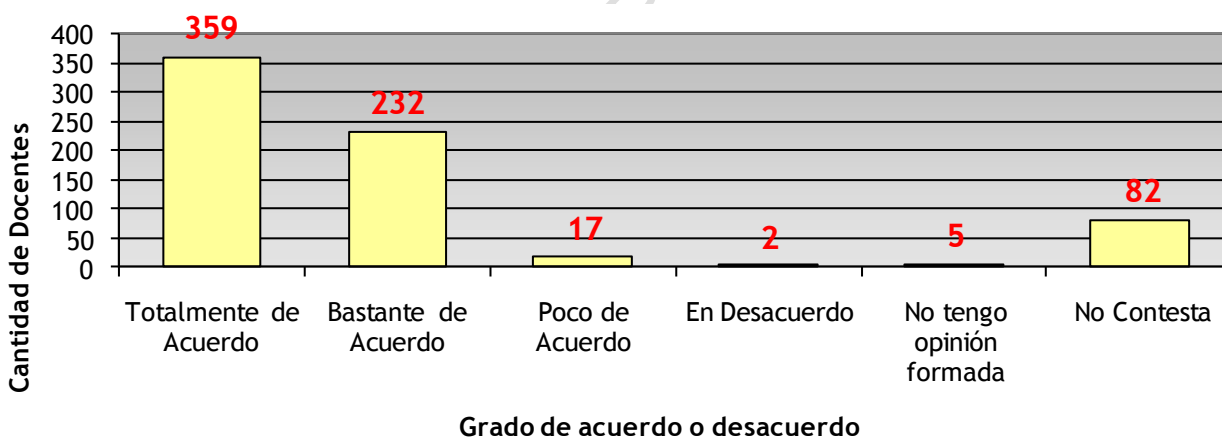 359
400
350
300
250
200
150
100
50
0
232
17
2
5
82
Cantidad de Docentes
Totalmente de
Acuerdo
Bastante de
Acuerdo
Poco de
Acuerdo
En Desacuerdo
No tengo
opinión
formada
No Contesta
Grado de acuerdo o desacuerdo